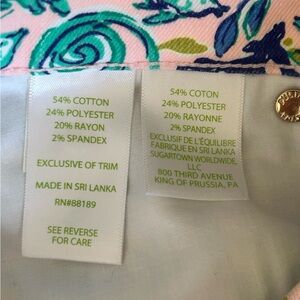 54% COTTON
24% POLYESTER
20% RAYON
2% SPANDEX
EXCLUSIVE OF TRIM
MADE IN SRI LANKA
RN#88189
SEE REVERSE
FOR CARE
54% COTON
24% POLYESTER
20% RAYONNE
2% SPANDEX
EXCLUSIF DE L'ÉQUILIBRE
FABRIQUE EN SRI LANKA
SUGARTOWN WORLDWIDE,
LLC
800 THIRD AVENUE
KING OF PRUSSIA, PA